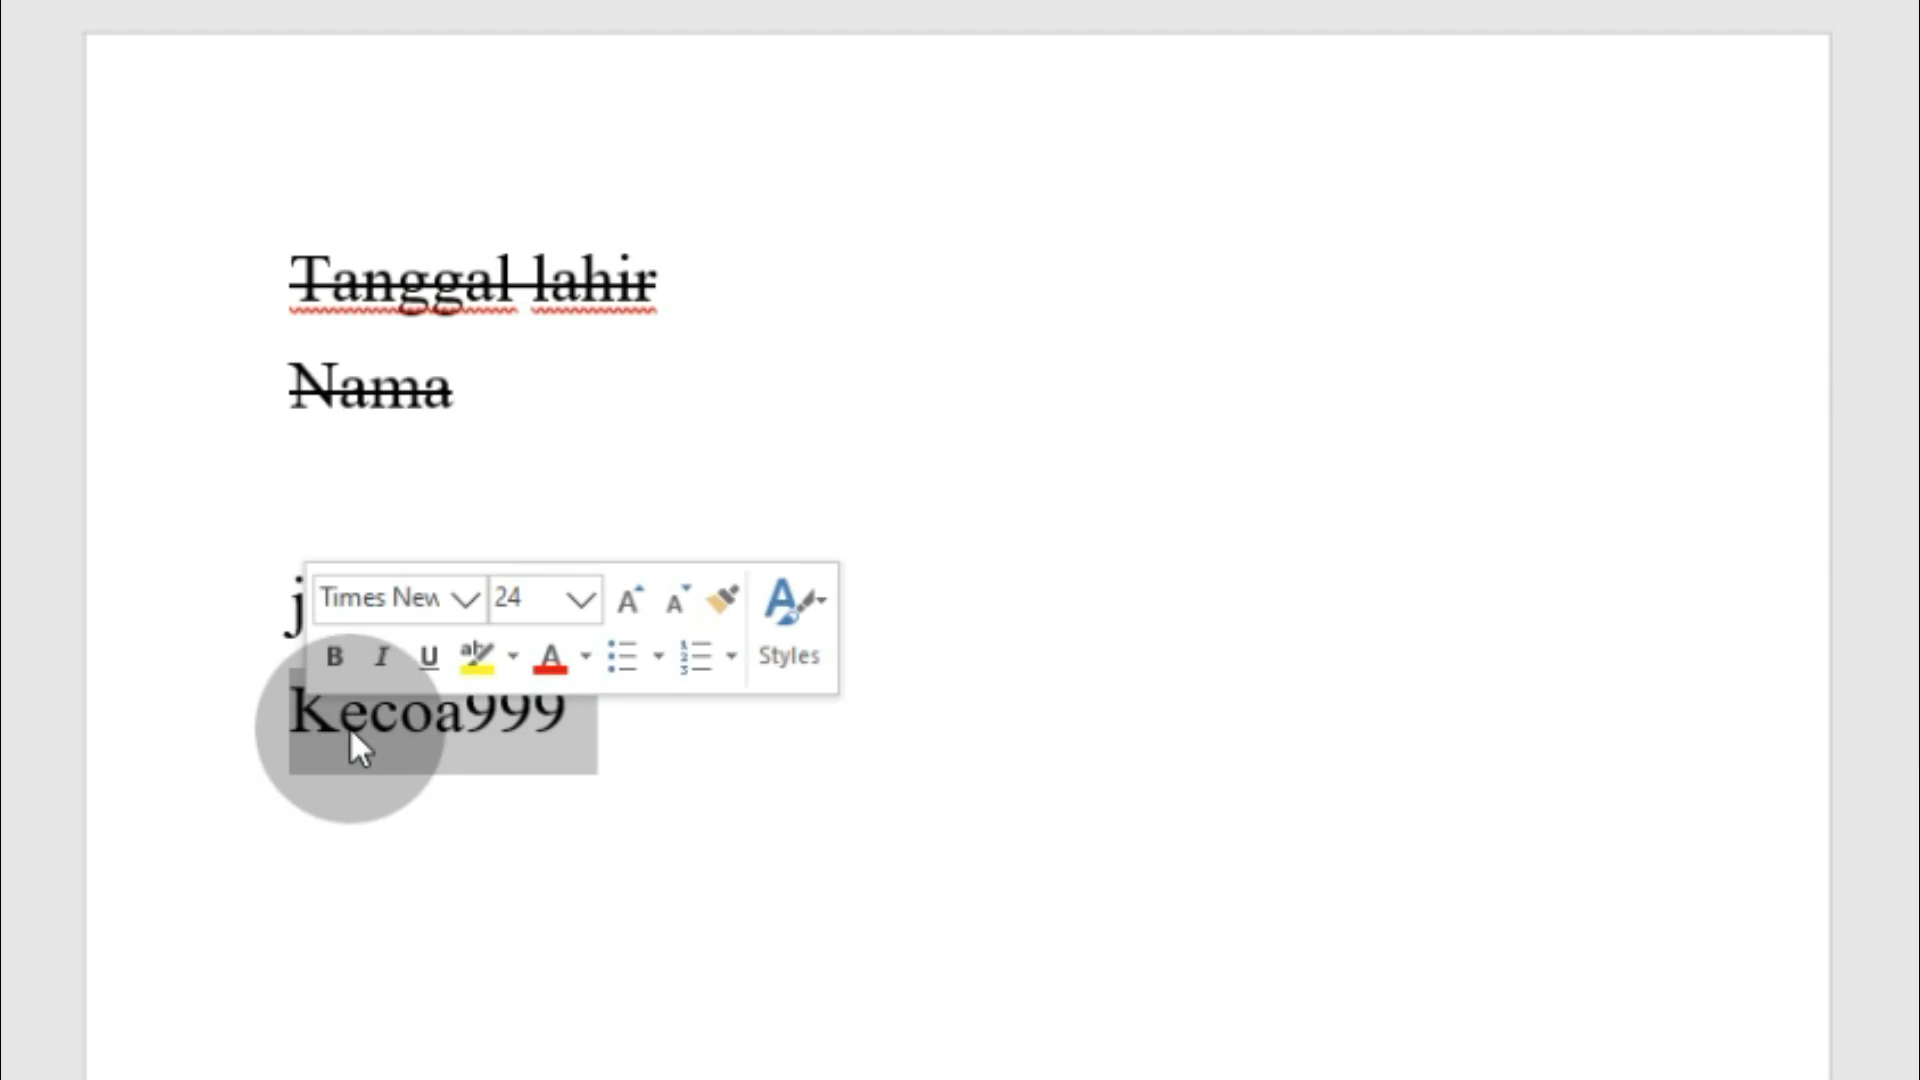 Tanggal lahir
Nama
j
Times New 24
B I U
Styles
Kecoa999